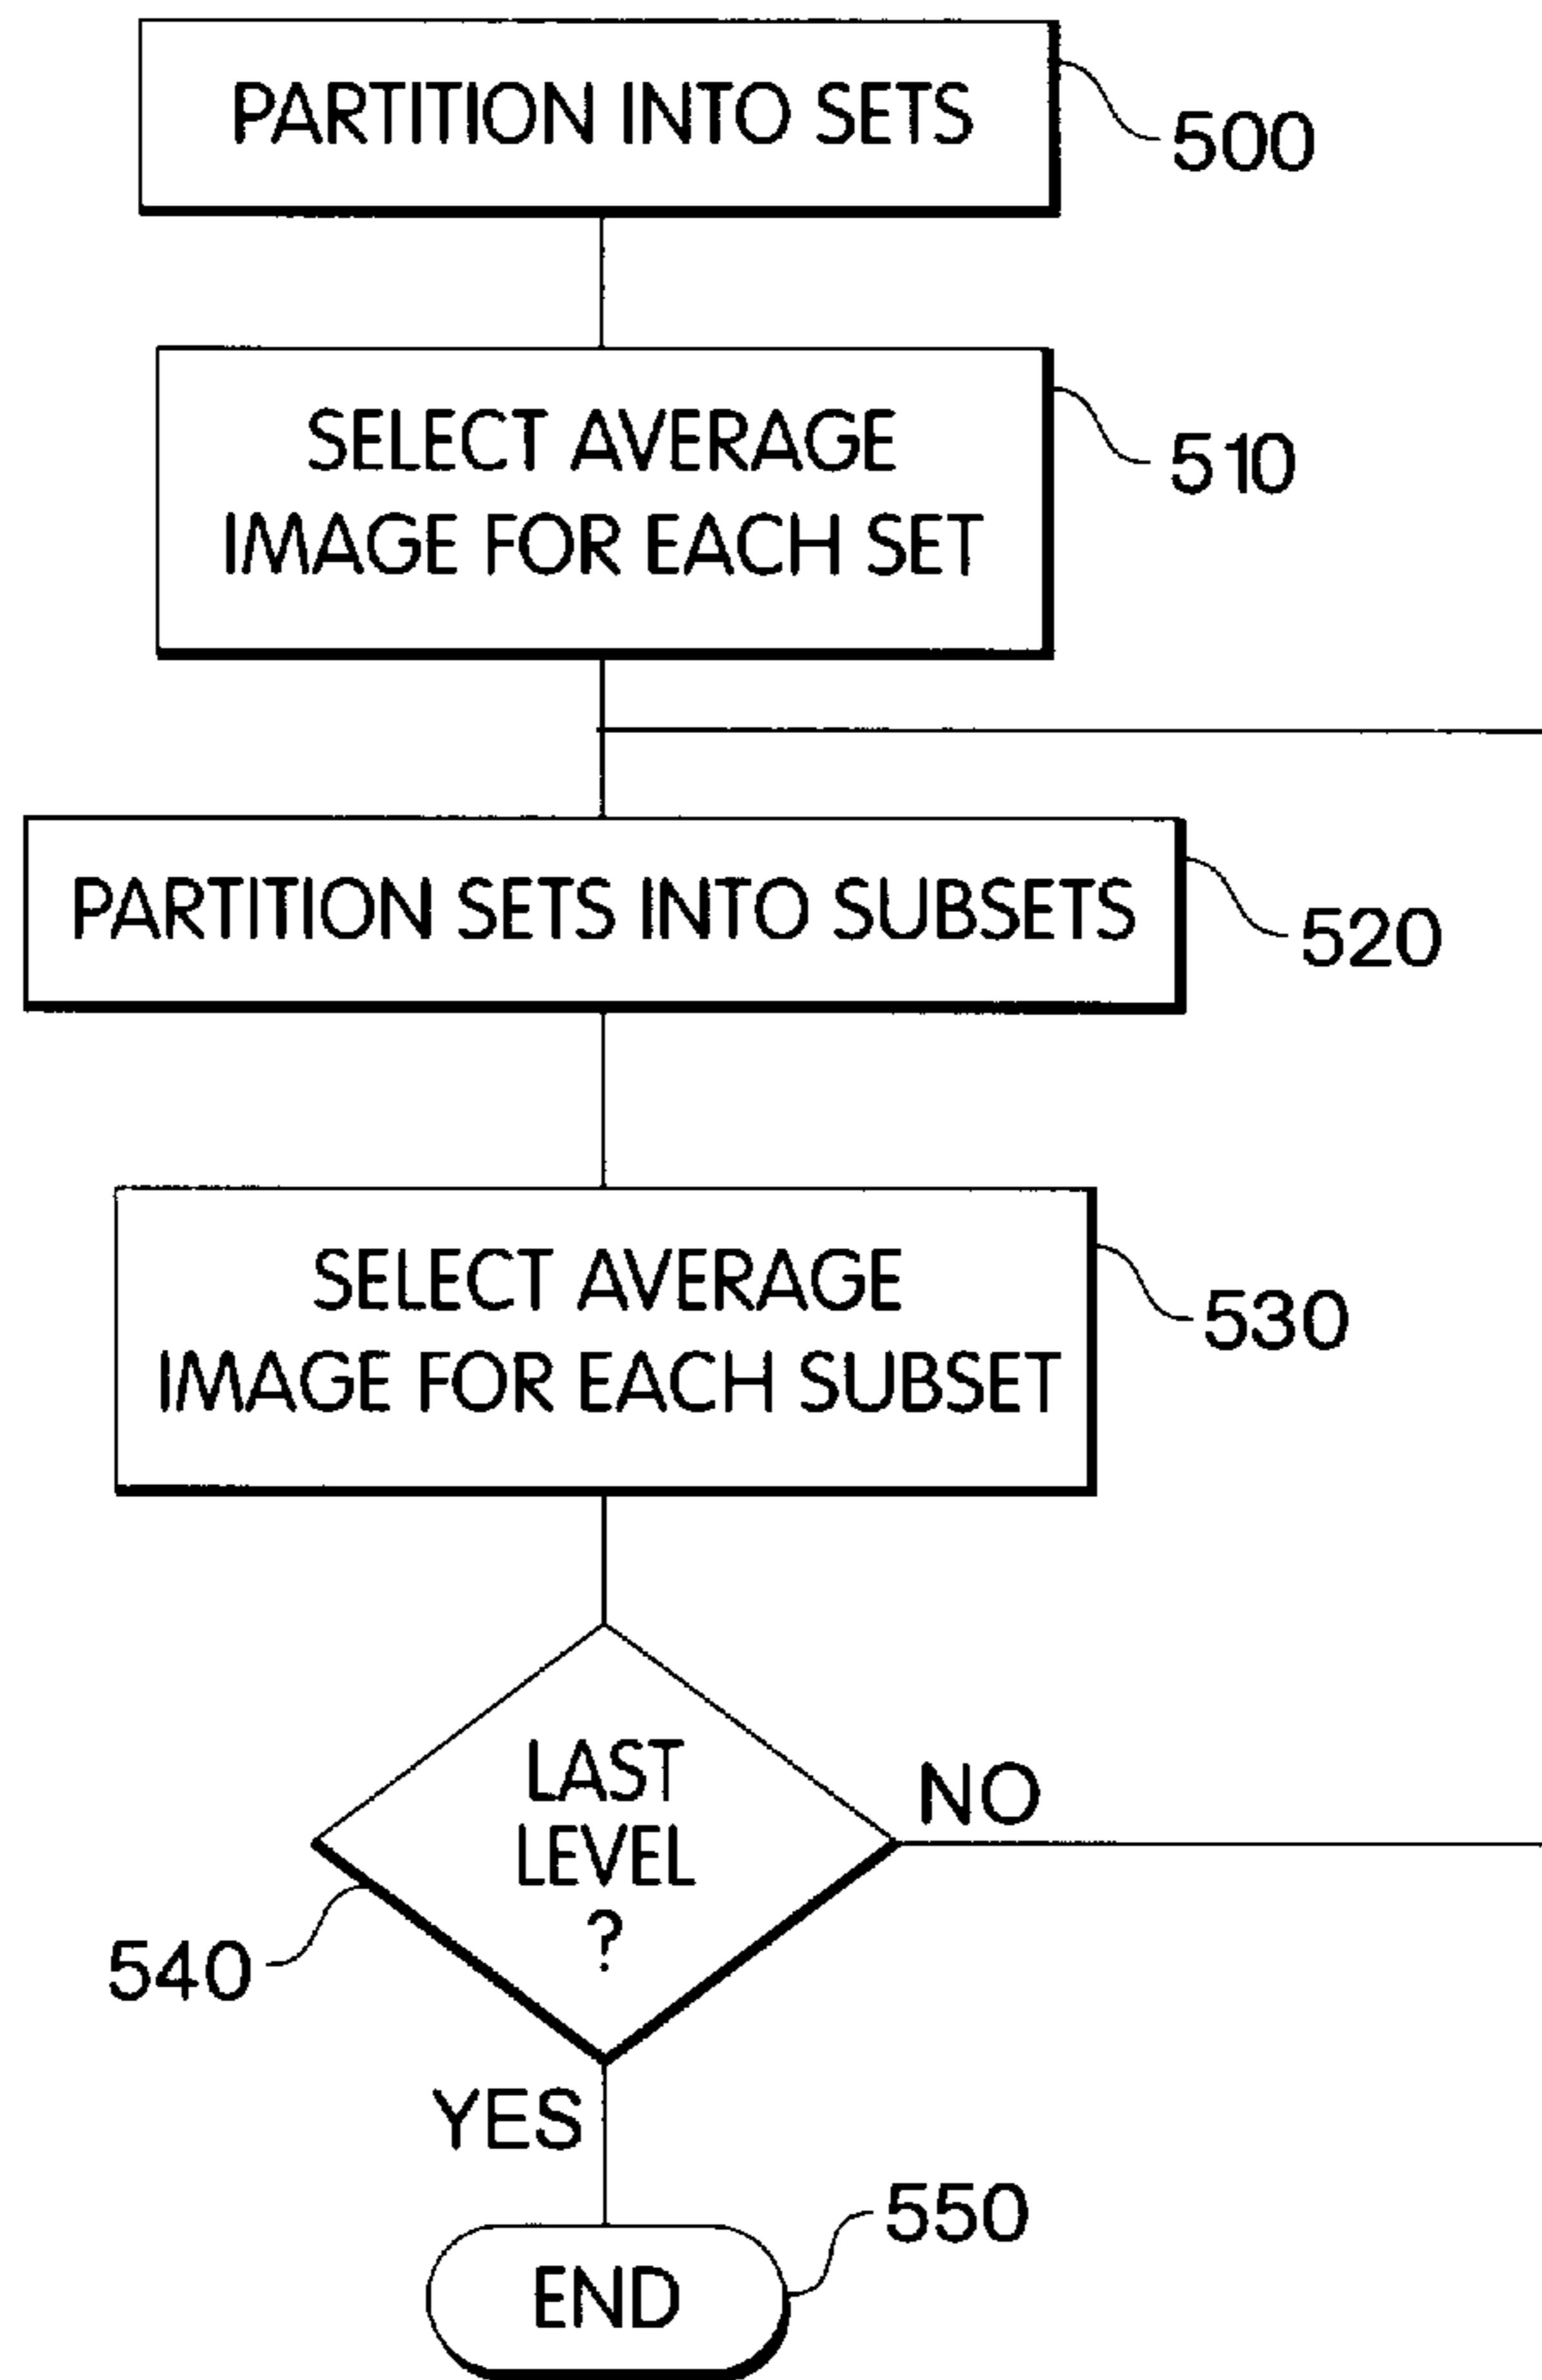 PARTITION INTO SETS
500
SELECT AVERAGE
IMAGE FOR EACH SET
510
PARTITION SETS INTO SUBSETS
520
SELECT AVERAGE
IMAGE FOR EACH SUBSET
530
LAST
LEVEL
?
NO
540
YES
550
END